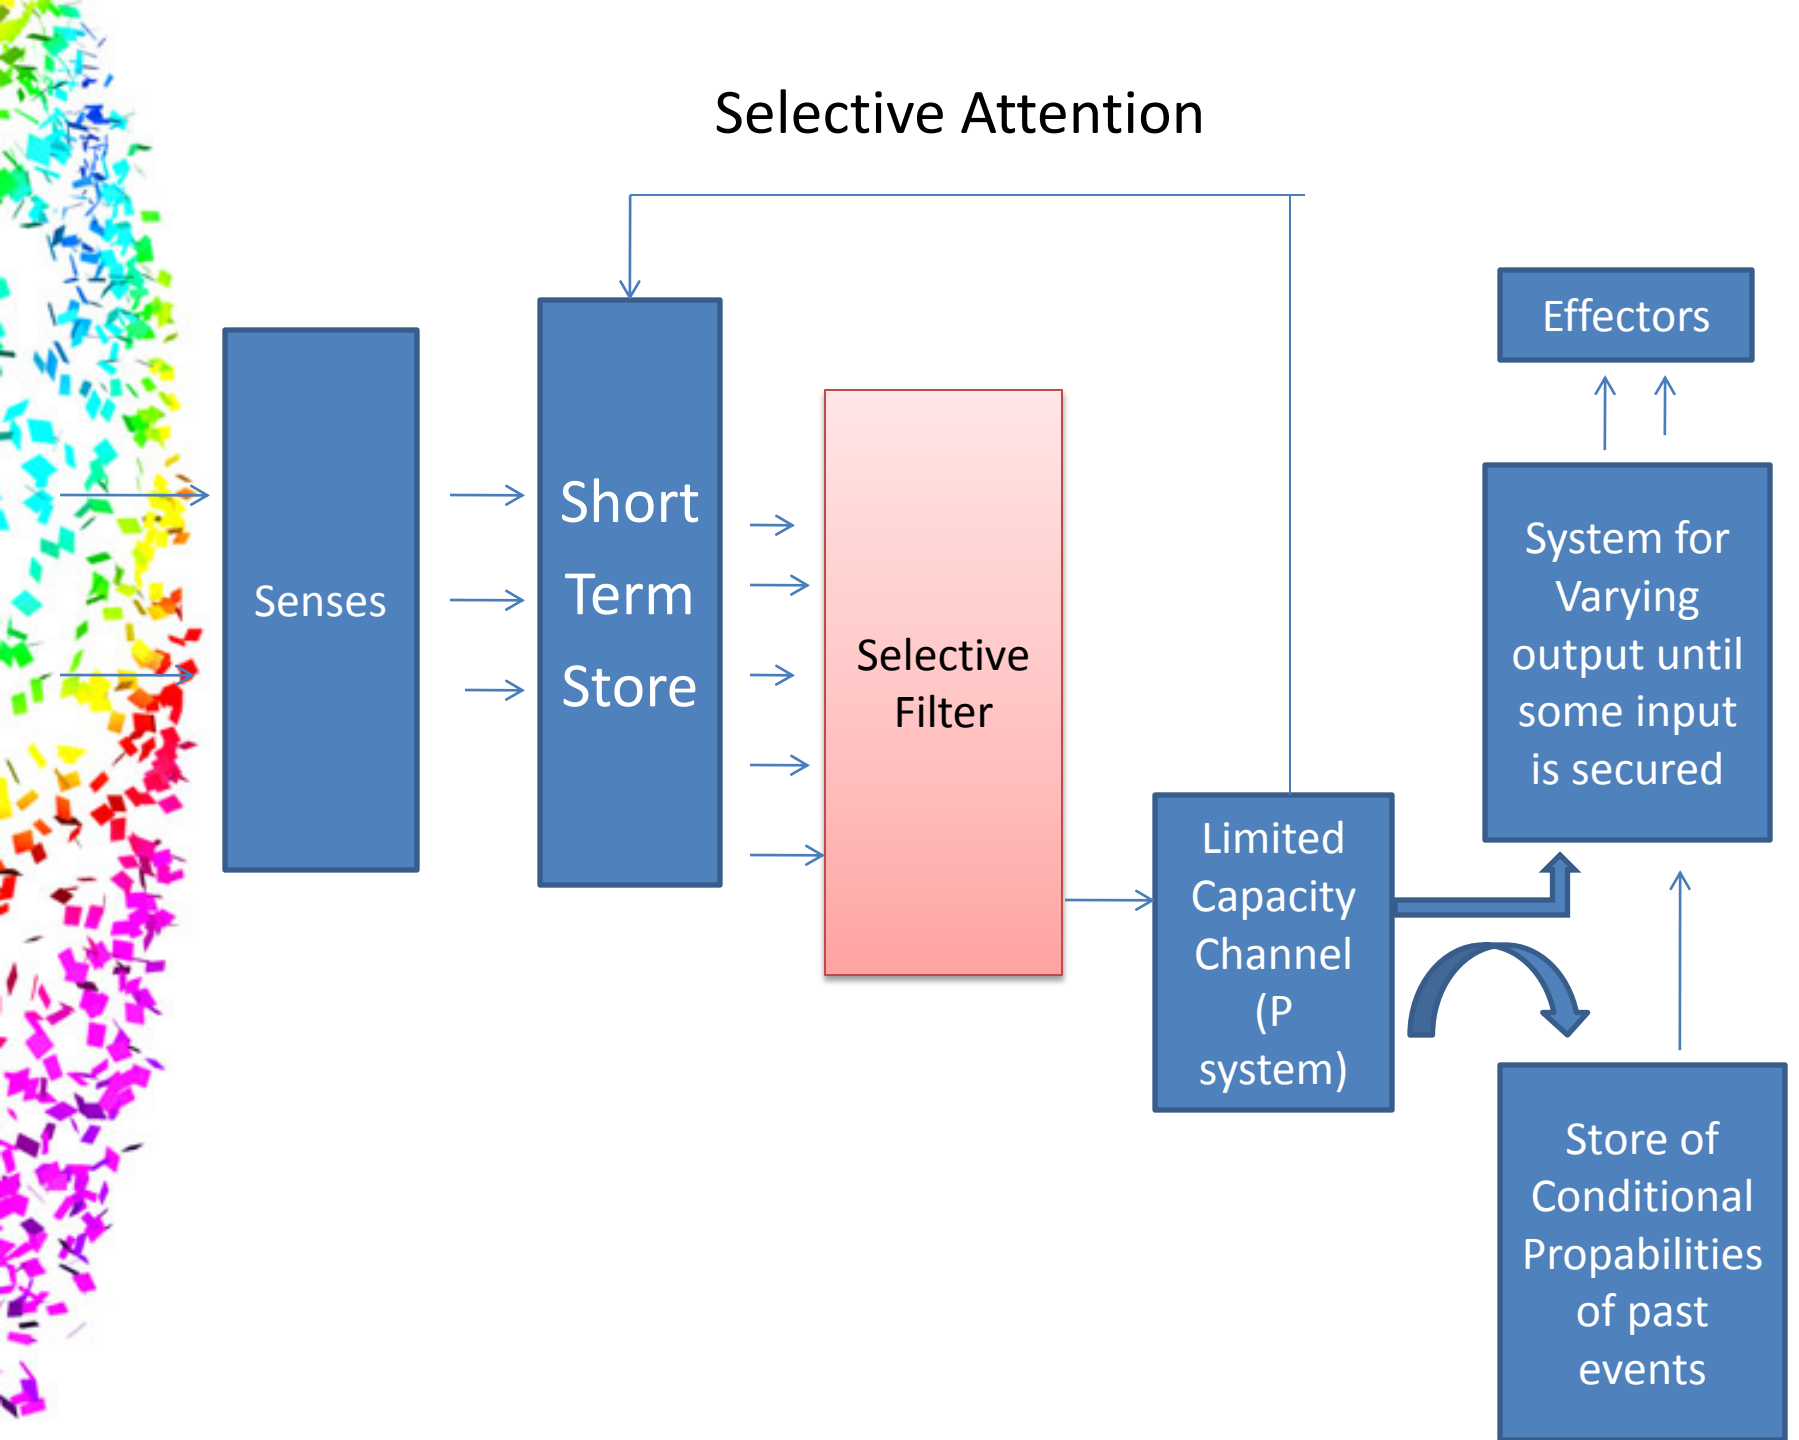 Selective Attention
Senses
Short
Term
Store
Selective
Filter
Limited
Capacity
Channel
(P
system)
Effectors
System for
Varying
output until
some input
is secured
Store of
Conditional
Propabilities
of past
events